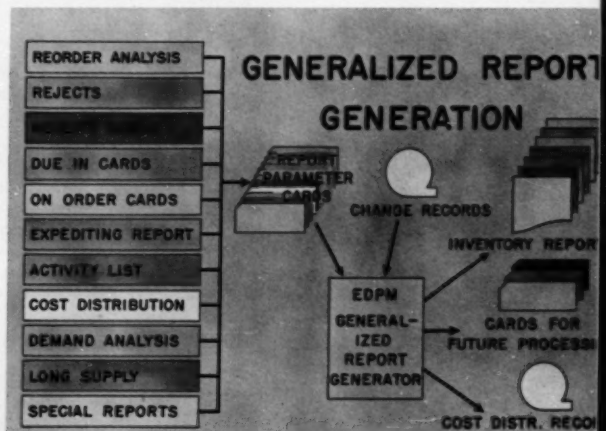 REORDER ANALYSIS
REJECTS
DUE IN CARDS
ON ORDER CARDS
EXPEDITING REPORT
ACTIVITY LIST
COST DISTRIBUTION
DEMAND ANALYSIS
LONG SUPPLY
SPECIAL REPORTS
GENERALIZED REPORT
GENERATION
REPORT
PARAMETER
CARDS
CHANGE RECORDS
EDPM
GENERAL-
IZED
REPORT
GENERATOR
INVENTORY REPOR
CARDS FOR
FUTURE PROCESSI
COST DISTR. RECO